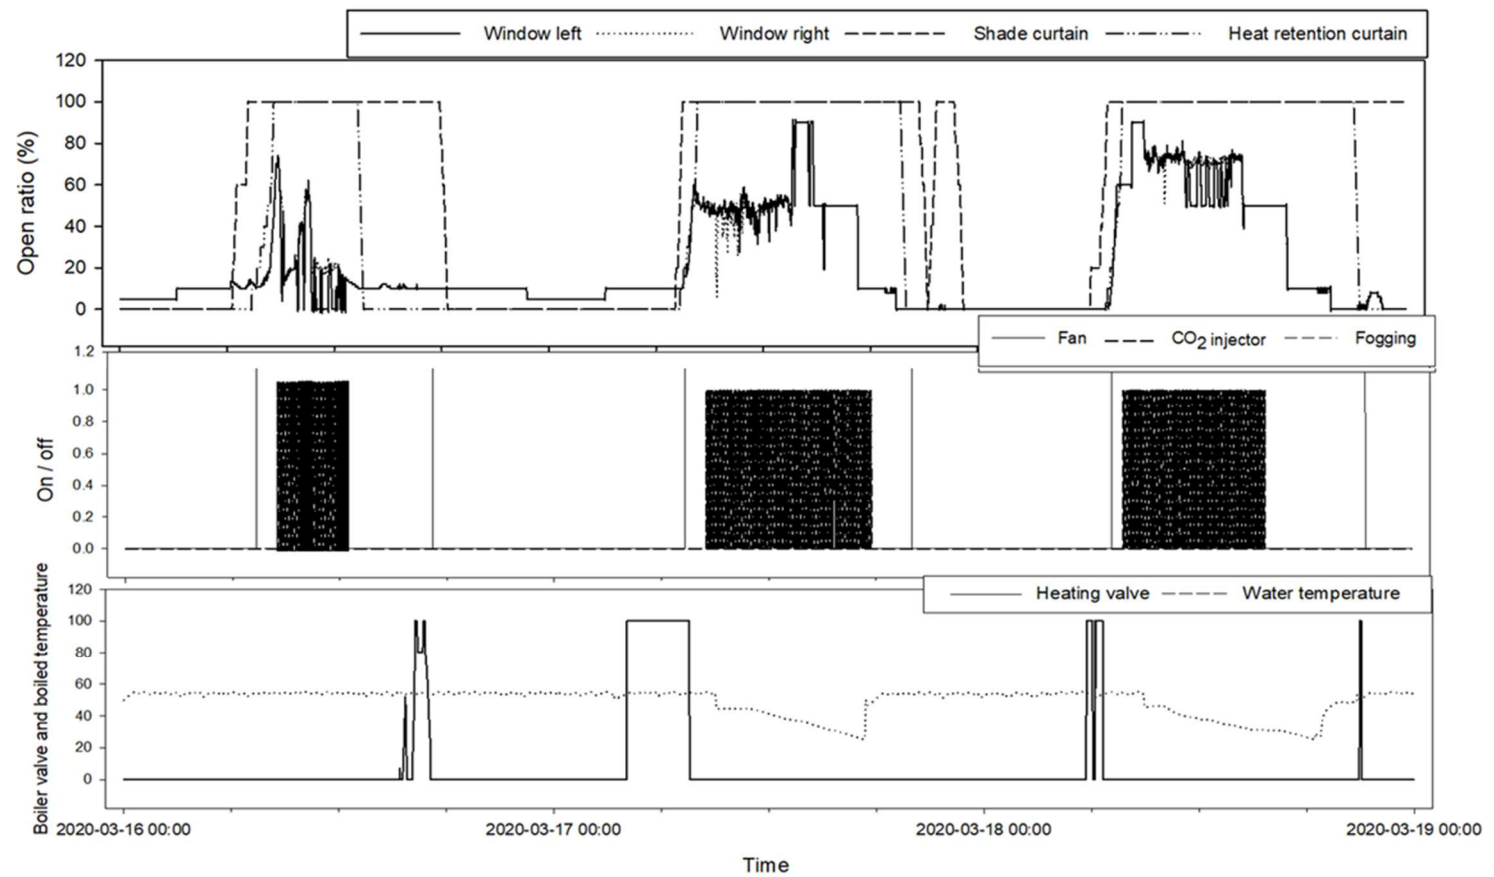 Window left Window right Shade curtain Heat retention curtain
120
100
80
60
40
20
0
Open ratio (%)
Fan CO2 injector Fogging
1.2
1.0
0.8
0.6
0.4
0.2
0.0
On / off
Heating valve Water temperature
120
100
80
60
40
20
0
Boiler valve and boiled temperature
2020-03-16 00:00 2020-03-17 00:00 2020-03-18 00:00 2020-03-19 00:00
Time